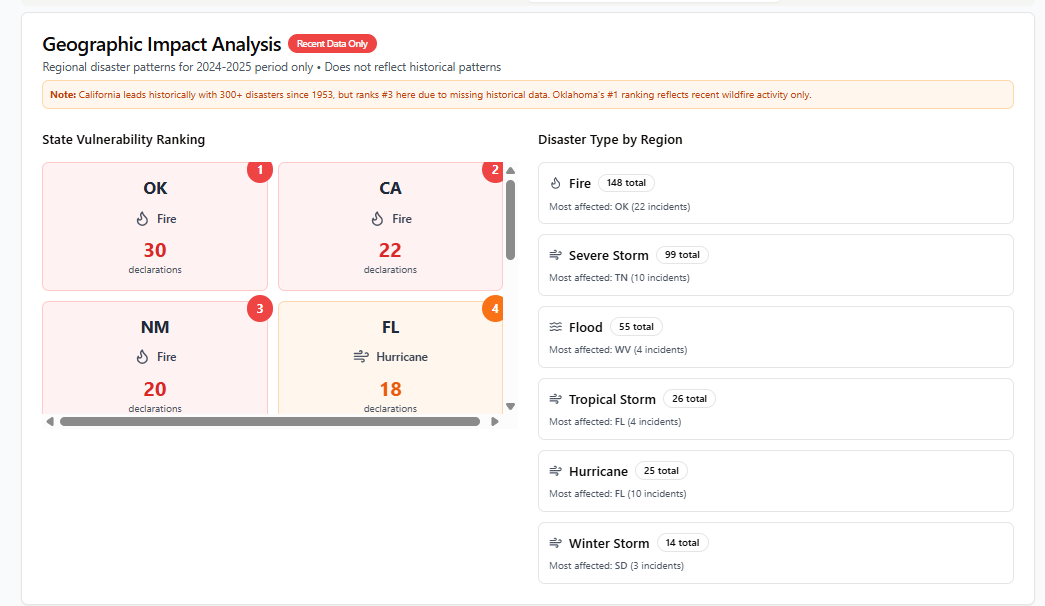 Geographic Impact Analysis Recent Data Only
Regional disaster patterns for 2024-2025 period only • Does not reflect historical patterns
Note: California leads historically with 300+ disasters since 1953, but ranks #3 here due to missing historical data. Oklahoma's #1 ranking reflects recent wildfire activity only.
State Vulnerability Ranking
1
OK
Fire
30
declarations
2
CA
Fire
22
declarations
3
NM
Fire
20
declarations
4
FL
Hurricane
18
declarations
Disaster Type by Region
Fire 148 total
Most affected: OK (22 incidents)
Severe Storm 99 total
Most affected: TN (10 incidents)
Flood 55 total
Most affected: WV (4 incidents)
Tropical Storm 26 total
Most affected: FL (4 incidents)
Hurricane 25 total
Most affected: FL (10 incidents)
Winter Storm 14 total
Most affected: SD (3 incidents)